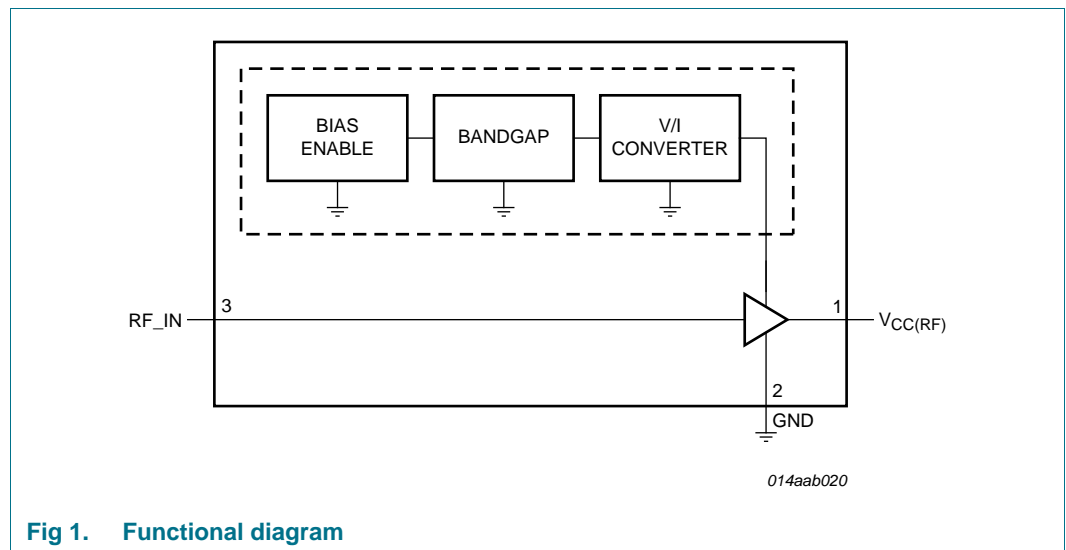 BIAS
ENABLE
BANDGAP
V/I
CONVERTER
RF_IN
3
1
VCC(RF)
2
GND
014aab020
Fig 1. Functional diagram